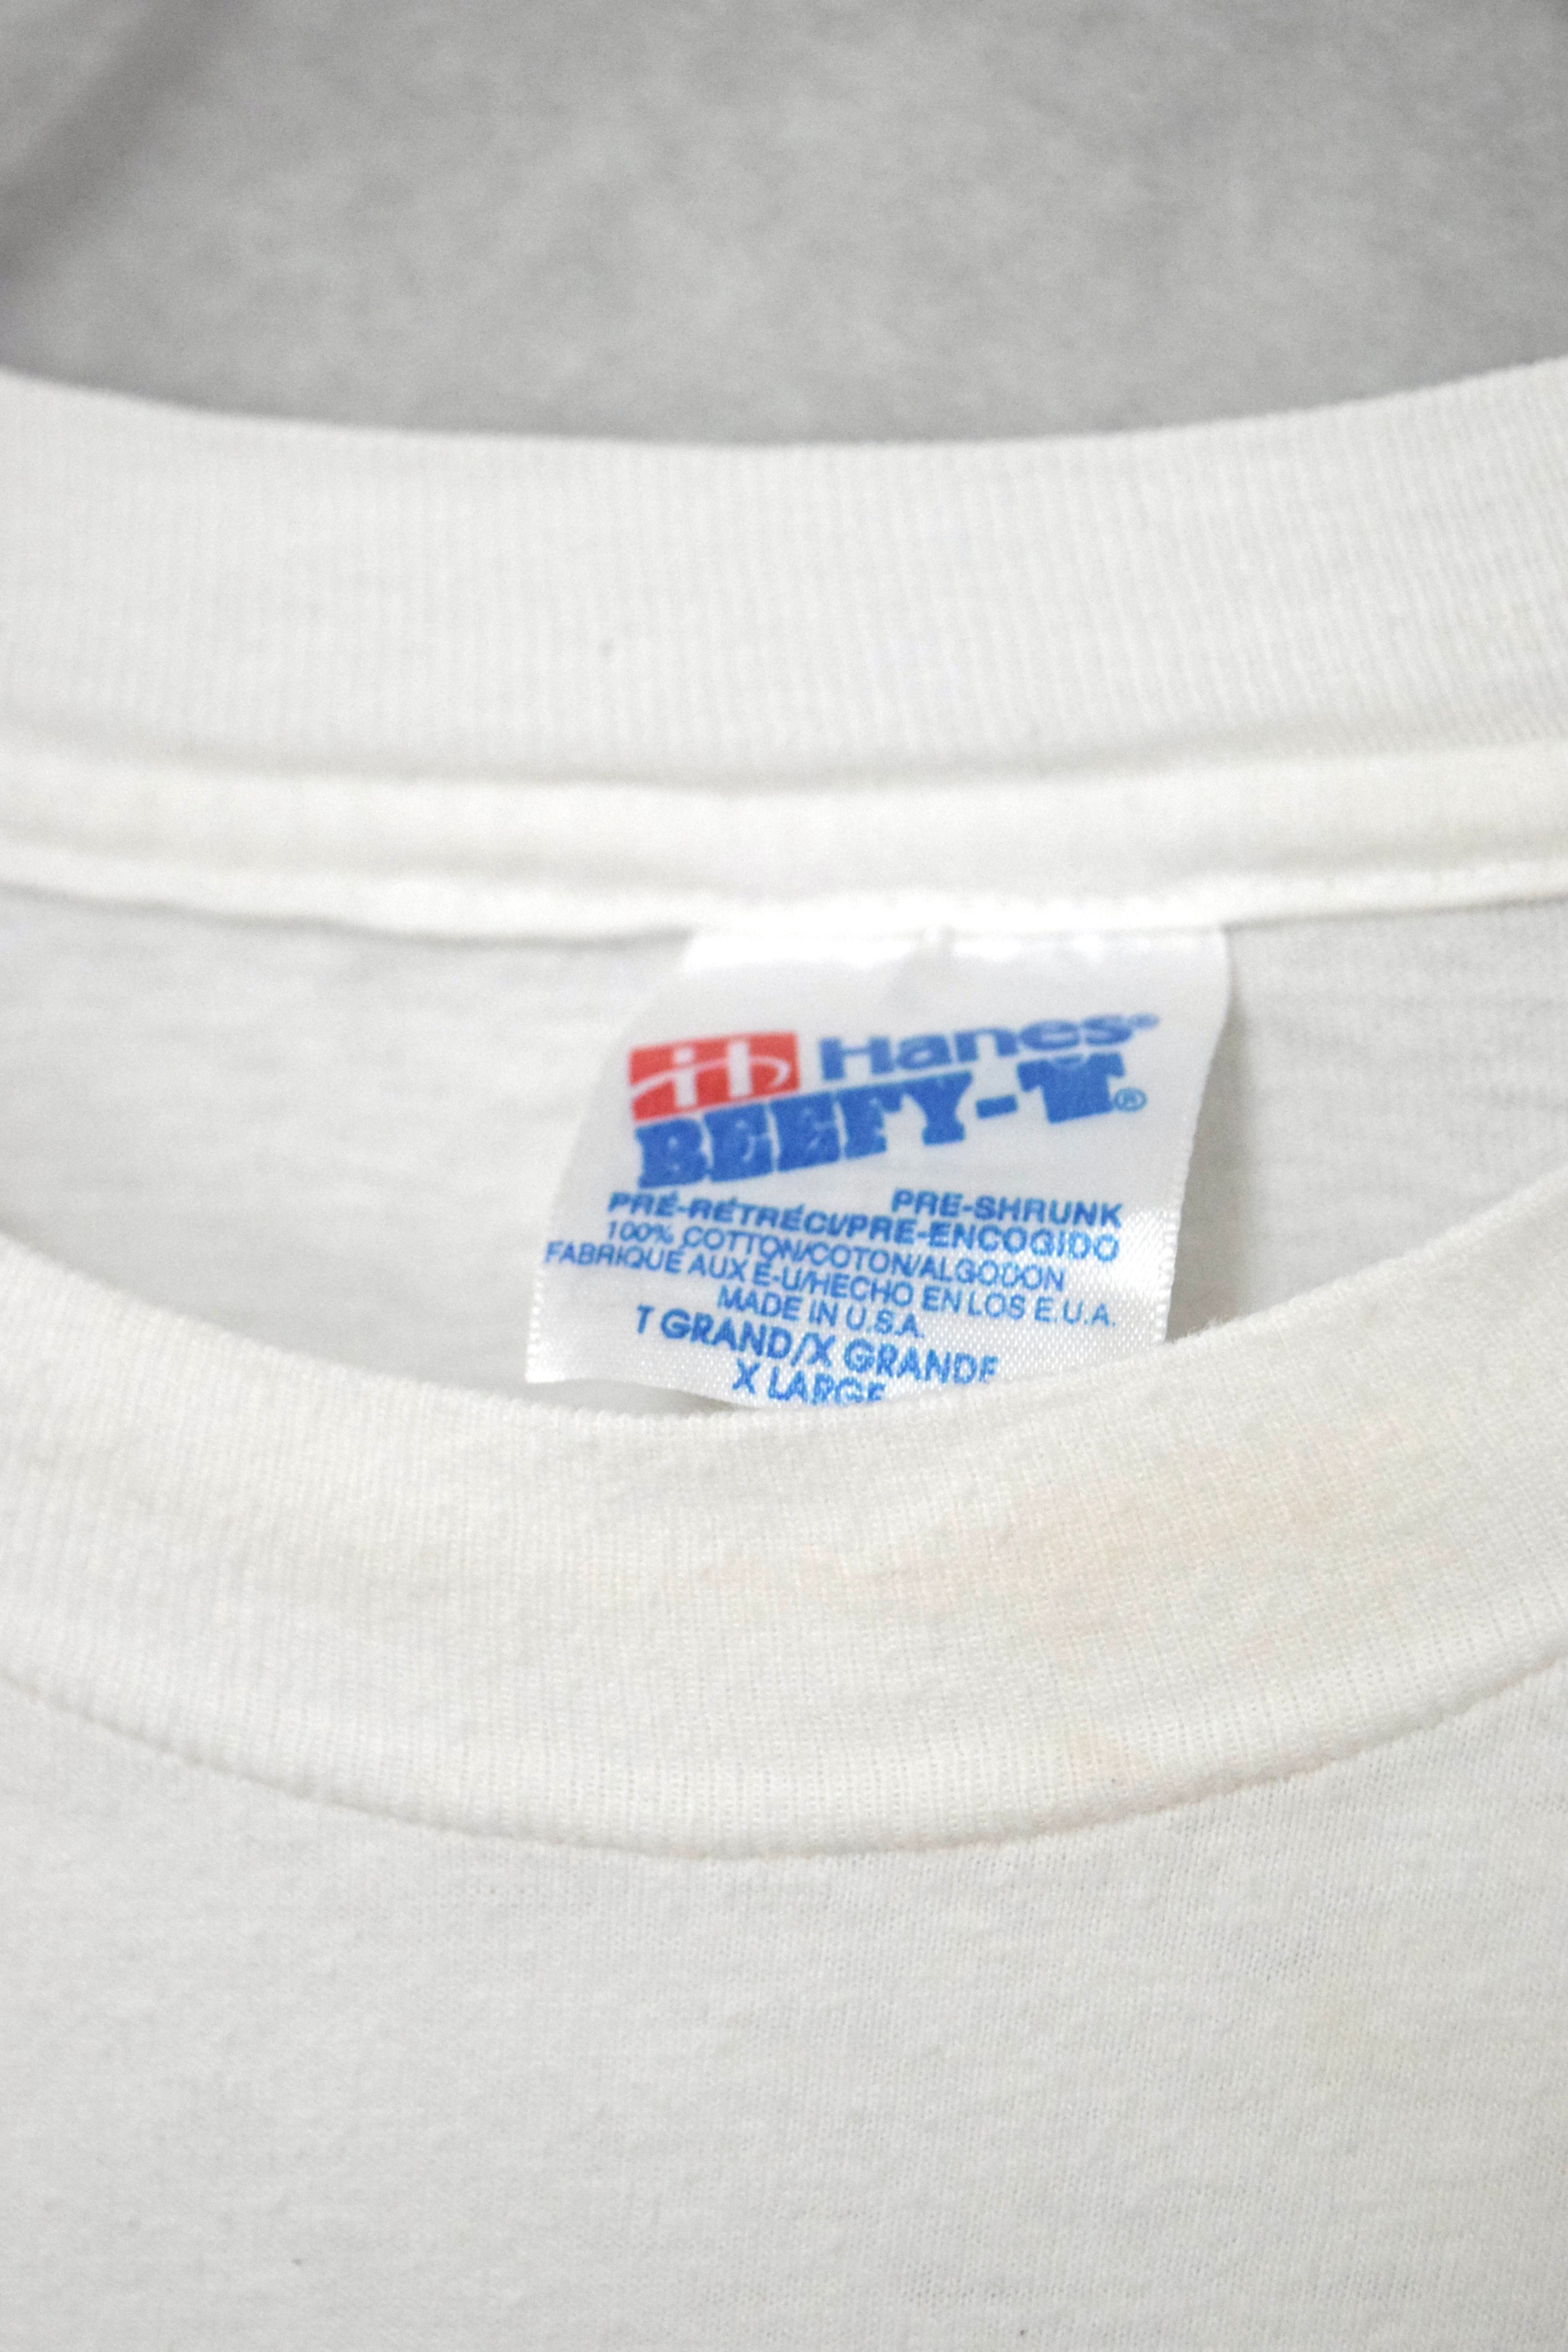 Hanes®
BEEFY-T®
PRE-SHRUNK
PRÉ-RÉTRÉCI/PRE-ENCOGIDO
100% COTTON/COTON/ALGODON
FABRIQUÉ AUX É-U/HECHO EN LOS E.U.A.
MADE IN U.S.A.
T GRAND/X GRANDE
X LARGE